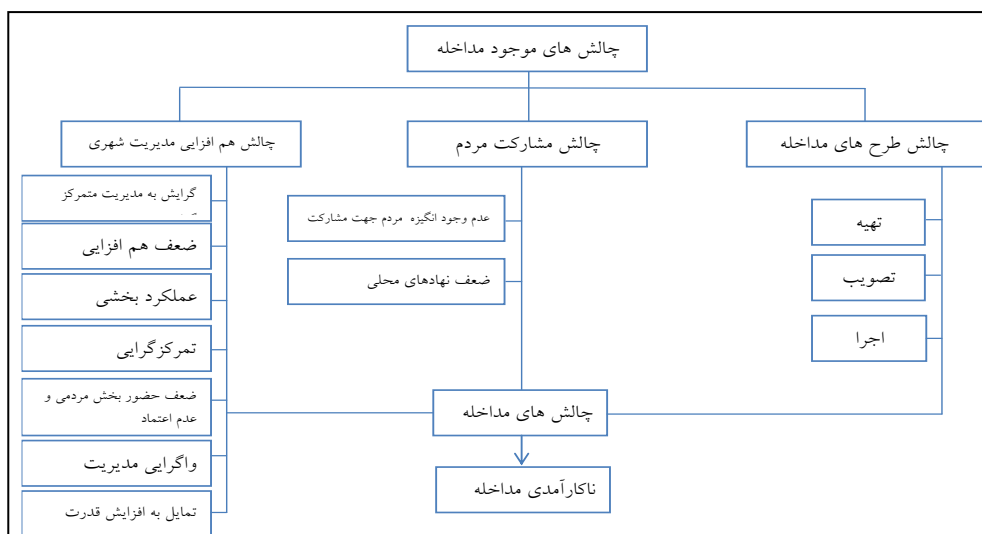 چالش های موجود مداخله
چالش طرح های مداخله
چالش مشارکت مردم
چالش هم افزایی مدیریت شهری
تهیه
تصویب
اجرا
عدم وجود انگیزه مردم جهت مشارکت
ضعف نهادهای محلی
گرایش به مدیریت متمرکز
ضعف هم افزایی
عملکرد بخشی
تمرکزگرایی
ضعف حضور بخش مردمی و
عدم اعتماد
واگرایی مدیریت
تمایل به افزایش قدرت
چالش های مداخله
ناکارآمدی مداخله